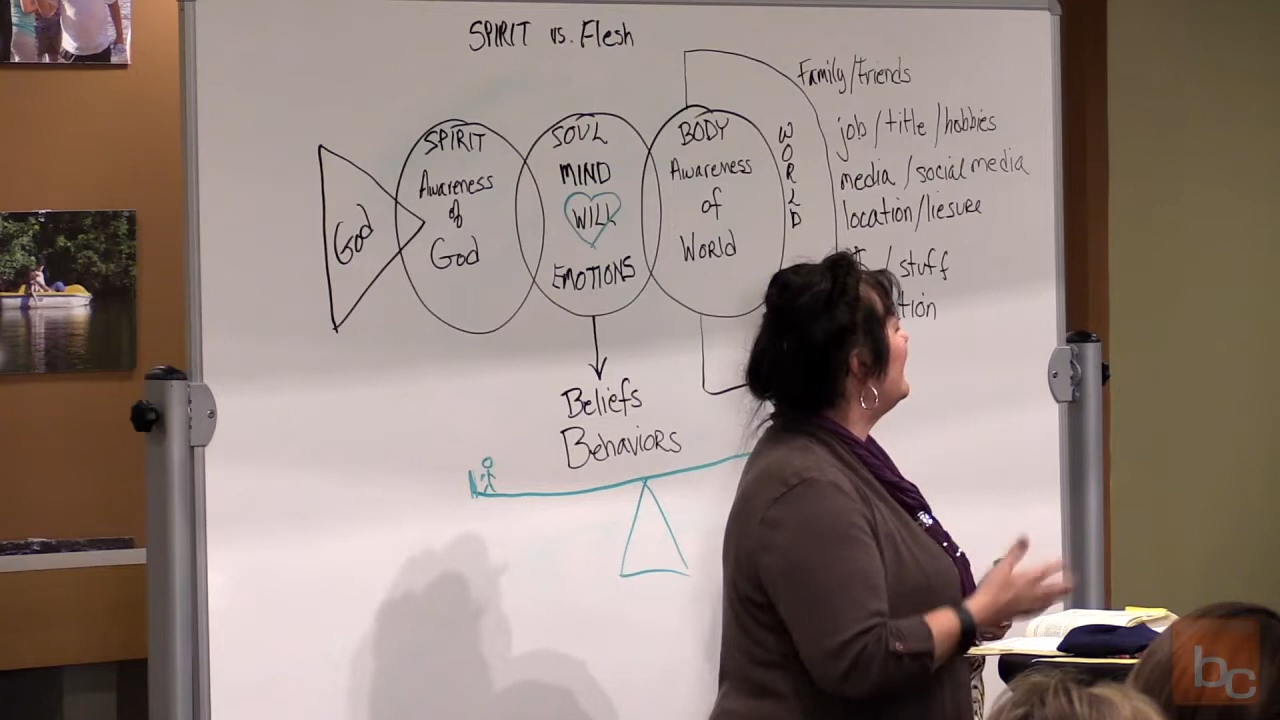 SPIRIT vs. Flesh
God
SPIRIT
Awareness
of
God
SOUL
MIND
WILL
EMOTIONS
BODY
Awareness
of
World
WORLD
Family/Friends
job/title/hobbies
media/social media
location/liesure
/ stuff
tion
Beliefs
Behaviors
bc